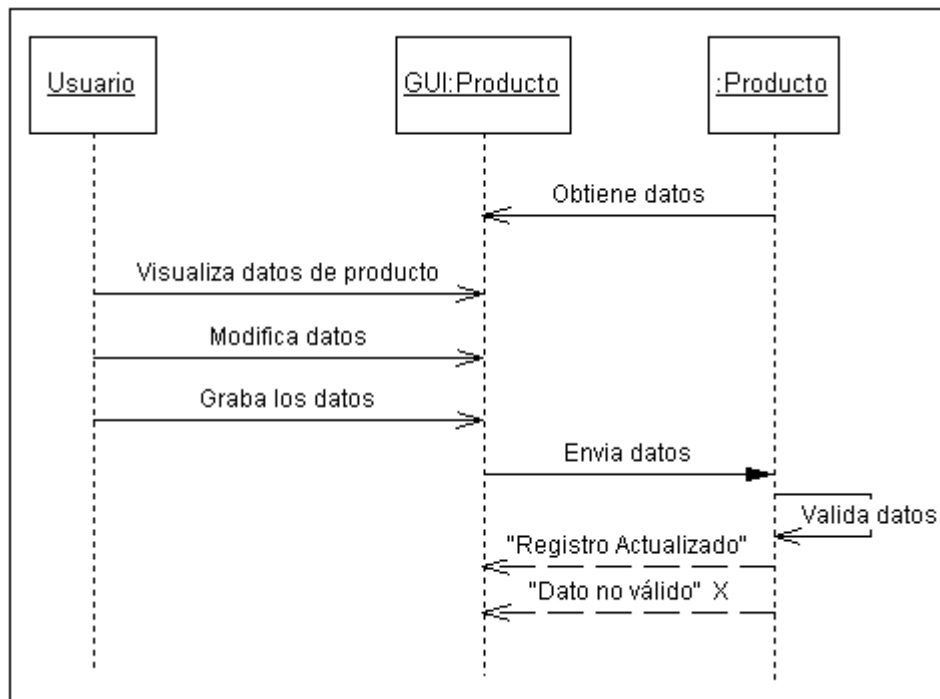 Usuario
GUI:Producto
:Producto
Obtiene datos
Visualiza datos de producto
Modifica datos
Graba los datos
Envia datos
Valida datos
"Registro Actualizado"
"Dato no válido" X